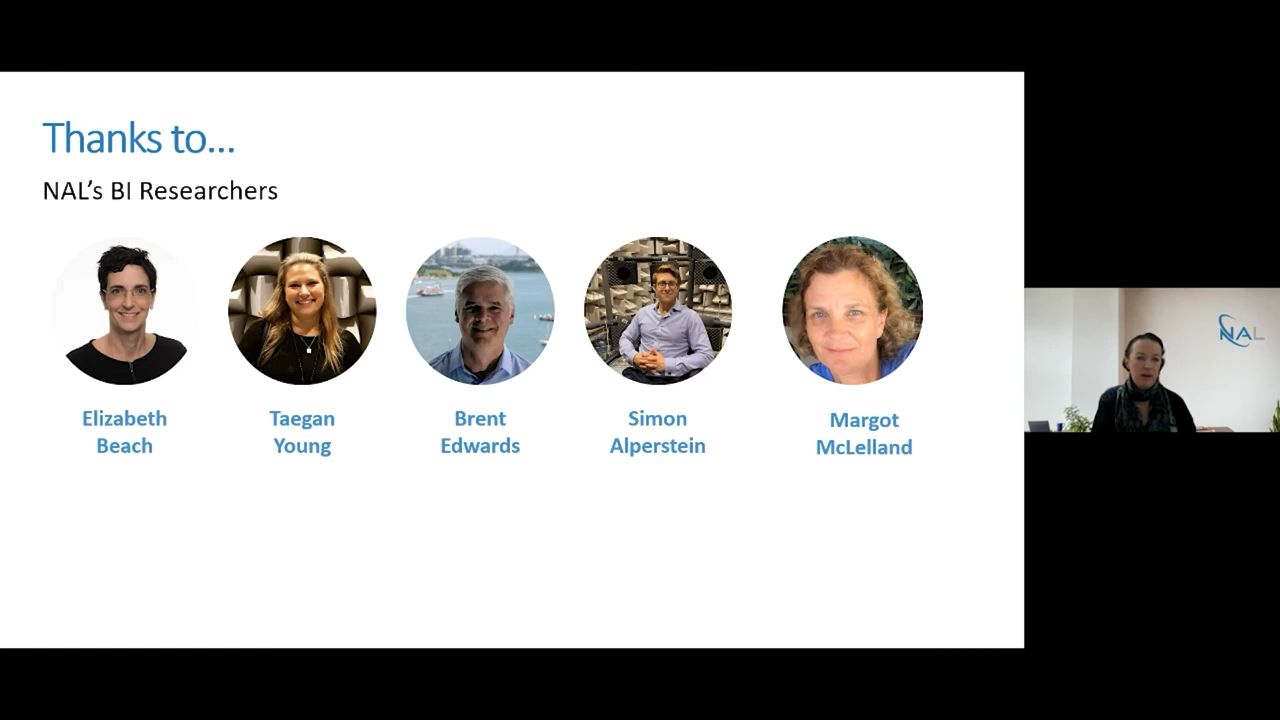 Thanks to...
NAL's BI Researchers
Elizabeth
Beach
Taegan
Young
Brent
Edwards
Simon
Alperstein
Margot
McLelland
NAL